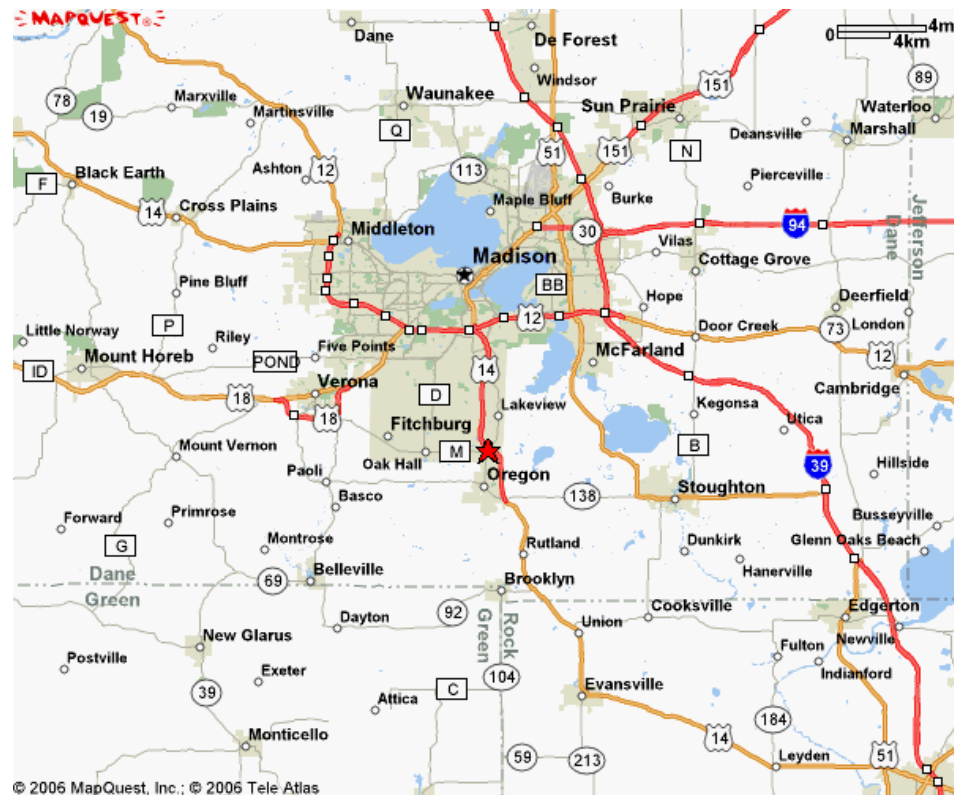 MAPQUEST
Dane
De Forest
0 4m
4km
Windsor
151
89
78
19
Marxville
Martinsville
Waunakee
Sun Prairie
Waterloo
Deansville
Marshall
Q
51
151
N
12
Ashton
113
F
Black Earth
Maple Bluff
Burke
Pierceville
14
Cross Plains
Middleton
30
94
Jefferson
Dane
Vilas
Madison
Cottage Grove
Pine Bluff
BB
Hope
Deerfield
P
12
Little Norway
Riley
Five Points
Door Creek
73
London
Mount Horeb
POND
McFarland
12
ID
14
Verona
Cambridge
18
D
18
Lakeview
Kegonsa
Utica
Fitchburg
Mount Vernon
Oak Hall
M
B
39
Paoli
Oregon
Hillside
Basco
138
Stoughton
Forward
Primrose
Busseyville
G
Montrose
Rutland
Dunkirk
Glenn Oaks Beach
Hanerville
Dane
Green
69
Belleville
Brooklyn
92
Dayton
Cooksville
Edgerton
New Glarus
Green
Rock
Union
Newville
Fulton
Postville
Exeter
Indianford
39
C
104
Evansville
Attica
184
Monticello
14
59
213
Leyden
51
© 2006 MapQuest, Inc.; © 2006 Tele Atlas